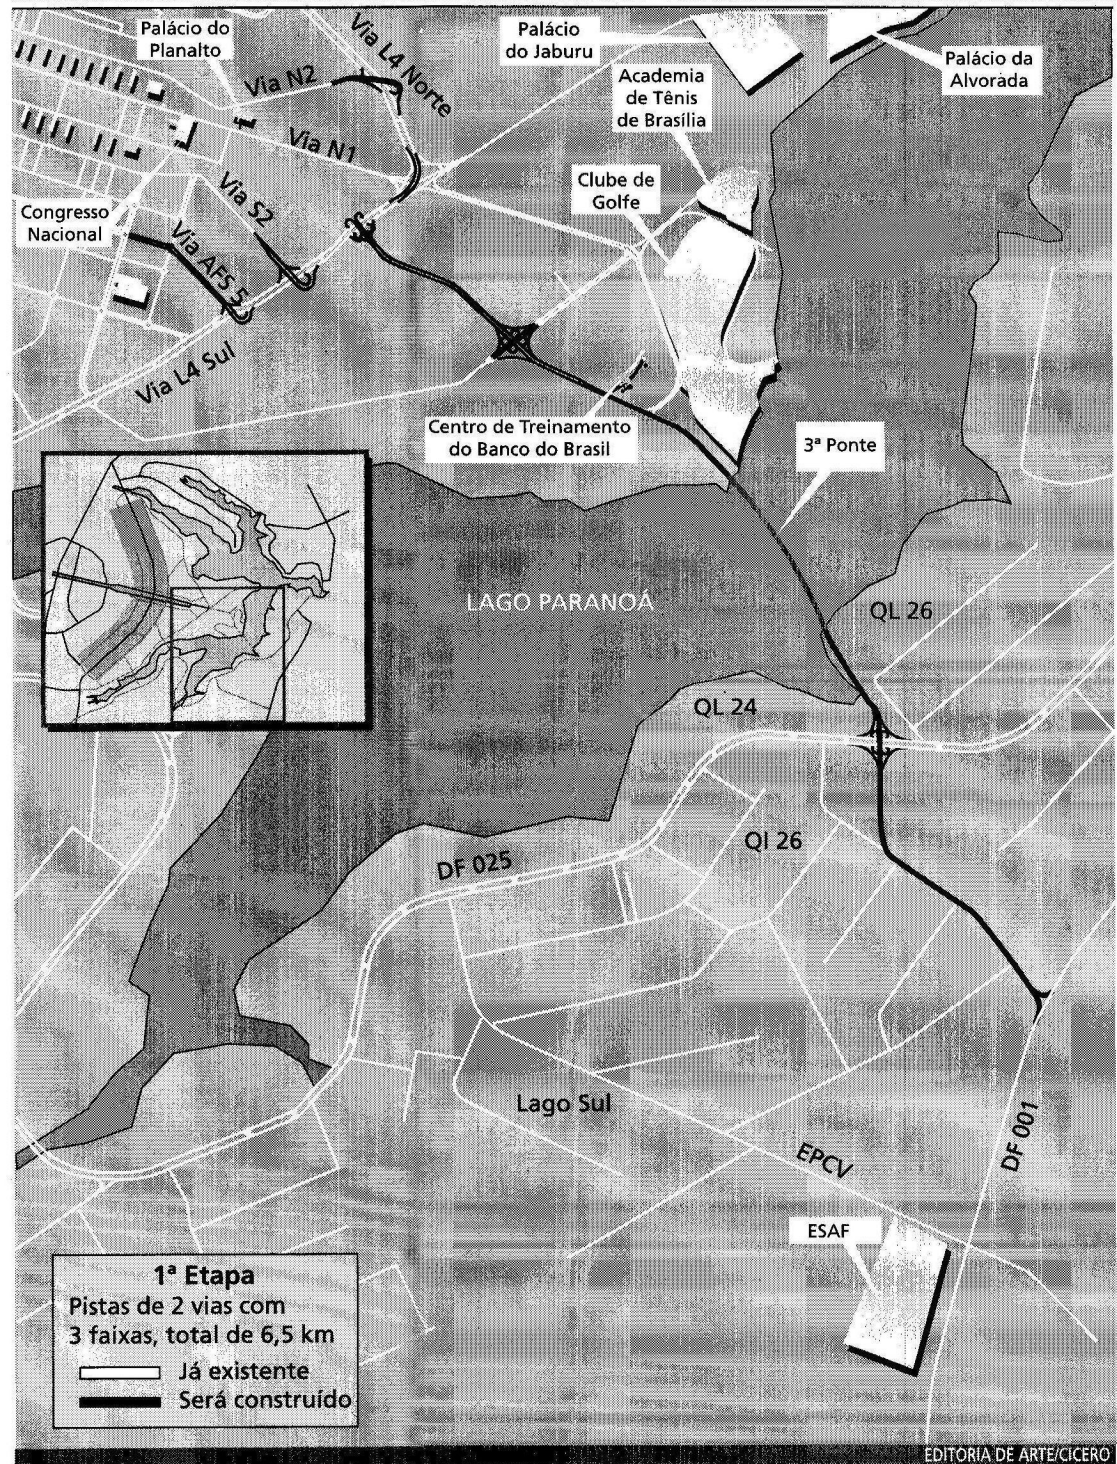 Palácio do
Planalto
Via L4 Norte
Palácio
do Jaburu
Palácio da
Alvorada
Via N2
Academia
de Tênis
de Brasília
Via N1
Clube de
Golfe
Congresso
Nacional
Via S2
Via AFS 5
Via L4 Sul
Centro de Treinamento
do Banco do Brasil
3ª Ponte
LAGO PARANOÁ
QL 26
QL 24
DF 025
QI 26
Lago Sul
EPCV
DF 001
ESAF
1ª Etapa
Pistas de 2 vias com
3 faixas, total de 6,5 km
Já existente
Será construído
EDITORIA DE ARTE/CICERO